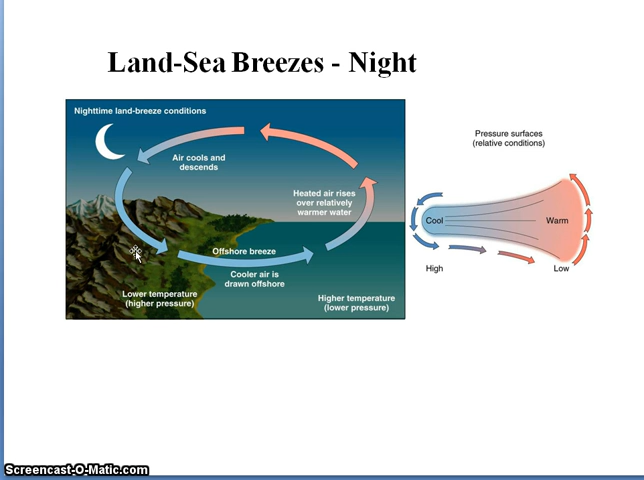 Land-Sea Breezes - Night
Nighttime land-breeze conditions
Air cools and
descends
Heated air rises
over relatively
warmer water
Offshore breeze
Cooler air is
drawn offshore
Lower temperature
(higher pressure)
Higher temperature
(lower pressure)
Pressure surfaces
(relative conditions)
Cool
Warm
High
Low
Screencast-O-Matic.com